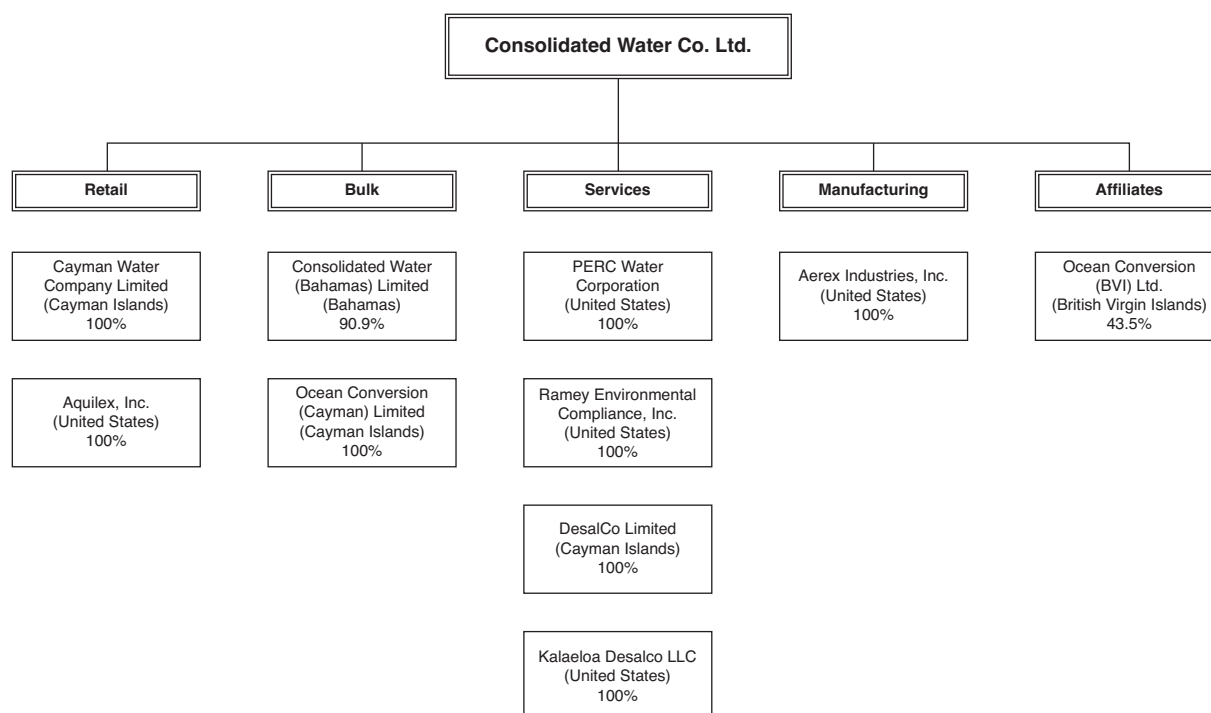 Consolidated Water Co. Ltd.
Retail
Bulk
Services
Manufacturing
Affiliates
Cayman Water
Company Limited
(Cayman Islands)
100%
Consolidated Water
(Bahamas) Limited
(Bahamas)
90.9%
PERC Water
Corporation
(United States)
100%
Aerex Industries, Inc.
(United States)
100%
Ocean Conversion
(BVI) Ltd.
(British Virgin Islands)
43.5%
Aquilex, Inc.
(United States)
100%
Ocean Conversion
(Cayman) Limited
(Cayman Islands)
100%
Ramey Environmental
Compliance, Inc.
(United States)
100%
DesalCo Limited
(Cayman Islands)
100%
Kalaeloa Desalco LLC
(United States)
100%